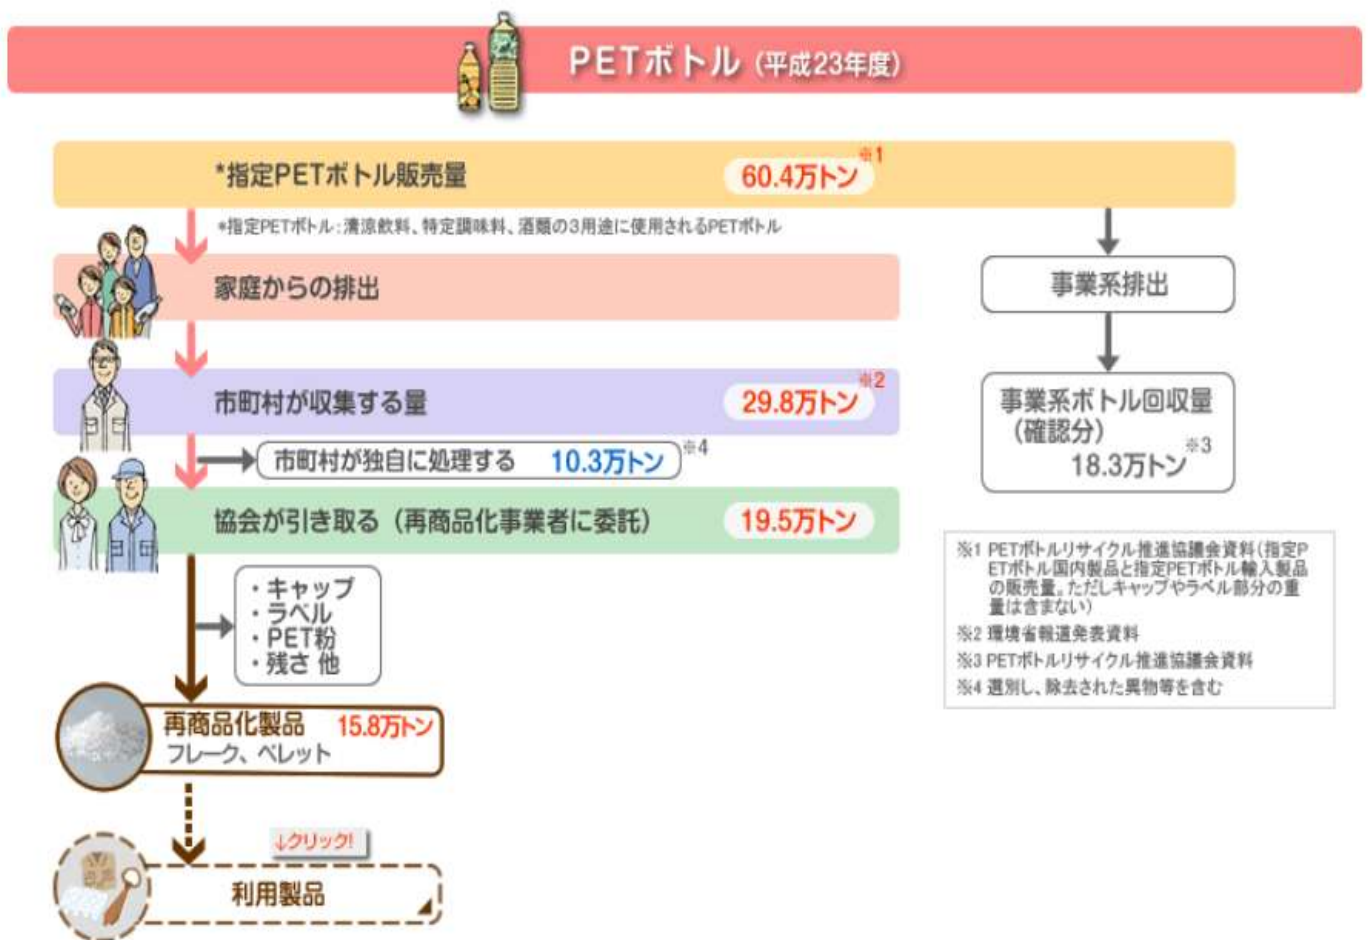 PETボトル (平成23年度)
*指定PETボトル販売量 60.4万トン ※1
*指定PETボトル:清涼飲料、特定調味料、酒類の3用途に使用されるPETボトル
家庭からの排出
事業系排出
市町村が収集する量 29.8万トン ※2
事業系ボトル回収量
(確認分)
18.3万トン ※3
市町村が独自に処理する 10.3万トン ※4
協会が引き取る (再商品化事業者に委託) 19.5万トン
・キャップ
・ラベル
・PET粉
・残さ 他
※1 PETボトルリサイクル推進協議会資料(指定P
ETボトル国内製品と指定PETボトル輸入製品
の販売量。ただしキャップやラベル部分の重
量は含まない)
※2 環境省報道発表資料
※3 PETボトルリサイクル推進協議会資料
※4 選別し、除去された異物等を含む
再商品化製品 15.8万トン
フレーク、ペレット
↓クリック!
利用製品